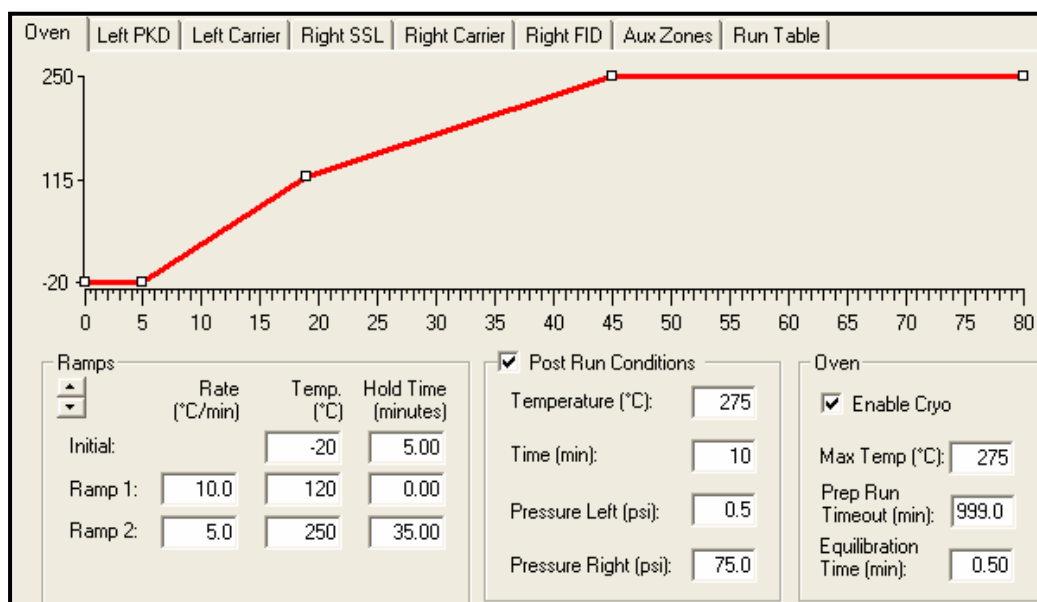 Oven Left PKD Left Carrier Right SSL Right Carrier Right FID Aux Zones Run Table
250
115
-20
0 5 10 15 20 25 30 35 40 45 50 55 60 65 70 75 80
Ramps
Rate (°C/min) Temp. (°C) Hold Time (minutes)
Initial: -20 5.00
Ramp 1: 10.0 120 0.00
Ramp 2: 5.0 250 35.00
Post Run Conditions
Temperature (°C): 275
Time (min): 10
Pressure Left (psi): 0.5
Pressure Right (psi): 75.0
Oven
Enable Cryo
Max Temp (°C): 275
Prep Run
Timeout (min): 999.0
Equilibration
Time (min): 0.50